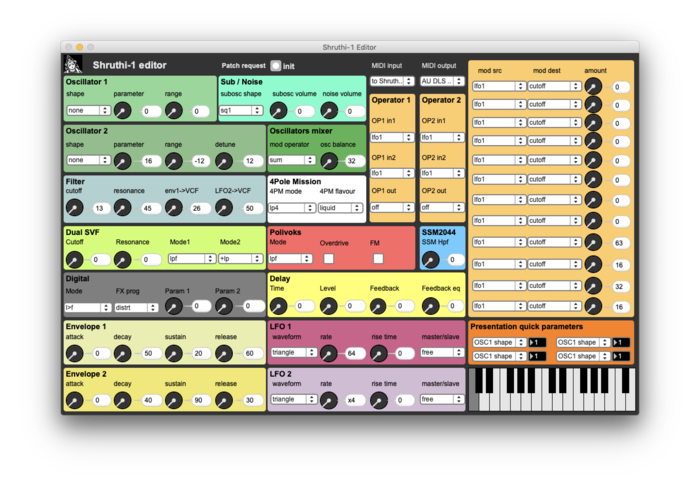 Shruthi-1 Editor
Shruthi-1 editor
Patch request init
MIDI input MIDI output
to Shruth.. AU DLS ..
Oscillator 1
shape parameter range
none 0 0
Sub / Noise
subosc shape subosc volume noise volume
sq1 0 0
Oscillator 2
shape parameter range detune
none 16 -12 12
Oscillators mixer
mod operator osc balance
sum 32
Operator 1
OP1 in1
lfo1
OP1 in2
lfo1
OP1 out
off
Operator 2
OP2 in1
lfo1
OP2 in2
lfo1
OP2 out
off
Filter
cutoff resonance env1->VCF LFO2->VCF
13 45 26 50
4Pole Mission
4PM mode 4PM flavour
lp4 liquid
Dual SVF
Cutoff Resonance Mode1 Mode2
0 0 lpf +lp
Polivoks
Mode Overdrive FM
lpf
SSM2044
SSM Hpf
0
Digital
Mode FX prog Param 1 Param 2
l>f distrt 0 0
Delay
Time Level Feedback Feedback eq
0 0 0 0
Envelope 1
attack decay sustain release
0 50 20 60
LFO 1
waveform rate rise time master/slave
triangle 64 0 free
Envelope 2
attack decay sustain release
0 40 90 30
LFO 2
waveform rate rise time master/slave
triangle x4 0 free
mod src mod dest amount
lfo1 cutoff 0
lfo1 cutoff 0
lfo1 cutoff 0
lfo1 cutoff 0
lfo1 cutoff 0
lfo1 cutoff 0
lfo1 cutoff 0
lfo1 cutoff 0
lfo1 cutoff 63
lfo1 cutoff 16
lfo1 cutoff 32
lfo1 cutoff 16
Presentation quick parameters
OSC1 shape 1 OSC1 shape 1
OSC1 shape 1 OSC1 shape 1